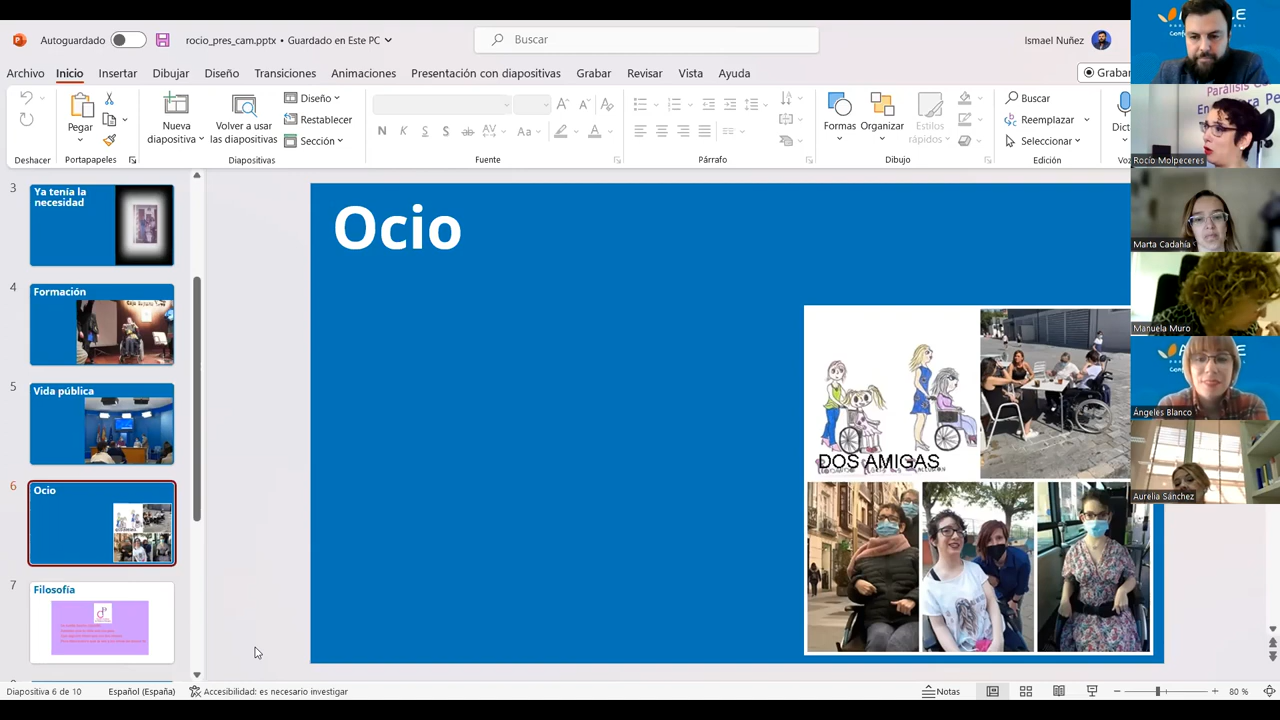 Autoguardado
rocio_pres_cam.pptx • Guardado en Este PC
Buscar
Ismael Nuñez
Archivo Inicio Insertar Dibujar Diseño Transiciones Animaciones Presentación con diapositivas Grabar Revisar Vista Ayuda
Grabar
Pegar
Nueva diapositiva
Volver a usar las diapositivas
Diseño
Restablecer
Sección
Formas
Organizar
Estilos rápidos
Buscar
Reemplazar
Seleccionar
Dict
Deshacer
Portapapeles
Diapositivas
Fuente
Párrafo
Dibujo
Edición
Voz
3
Ya tenía la
necesidad
4
Formación
5
Vida pública
6
Ocio
7
Filosofía
Ocio
DOS AMIGAS
Parálisis C
Rocío Molpeceres
Marta Cadahía
Manuela Muro
Ángeles Blanco
Aurelia Sánchez
Diapositiva 6 de 10
Español (España)
Accesibilidad: es necesario investigar
Notas
80 %